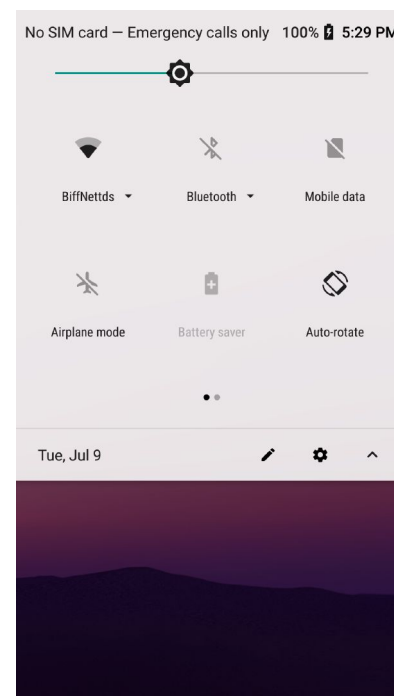 No SIM card — Emergency calls only 100% 5:29 PM
BiffNettds Bluetooth Mobile data
Airplane mode Battery saver Auto-rotate
Tue, Jul 9